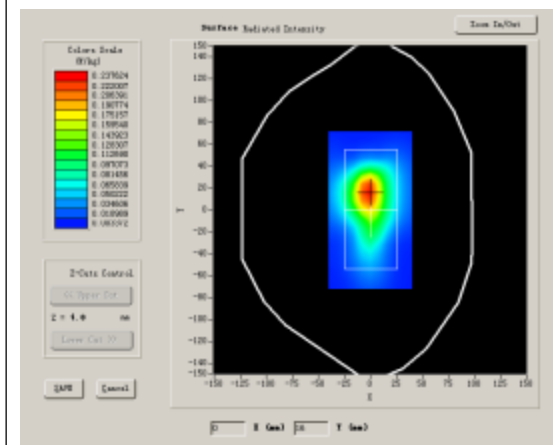 Surface Radiated Intensity
Zoom In/Out
Colors Scale
(W/kg)
0.237624
0.222007
0.206391
0.190774
0.175157
0.159540
0.143923
0.128307
0.112690
0.097073
0.081456
0.065839
0.050222
0.034606
0.018989
0.003372
Z-Cuts Control
Upper Cut
Z = 4.0 mm
Lower Cut >>
SAVE
Cancel
150
140
120
100
80
60
40
20
0
-20
-40
-60
-80
-100
-120
-140
-150
Y
-150 -125 -100 -75 -50 -25 0 25 50 75 100 125 150
X
0 X (mm) 16 Y (mm)